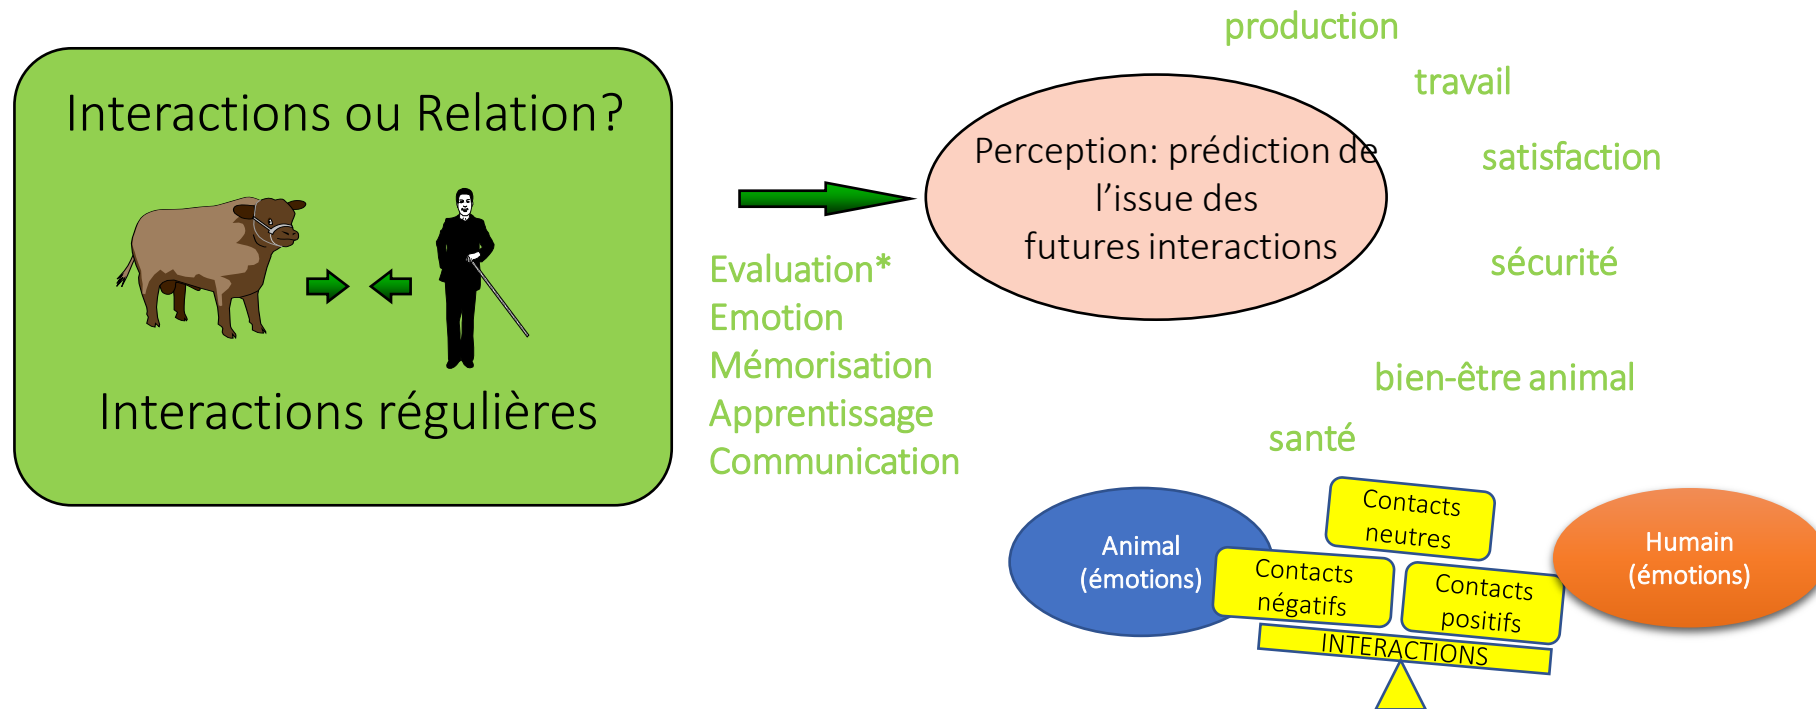 Interactions ou Relation?
Interactions régulières
Evaluation*
Emotion
Mémorisation
Apprentissage
Communication
Perception: prédiction de
l’issue des
futures interactions
production
travail
satisfaction
sécurité
bien-être animal
santé
Animal
(émotions)
Contacts
neutres
Contacts
négatifs
Contacts
positifs
INTERACTIONS
Humain
(émotions)